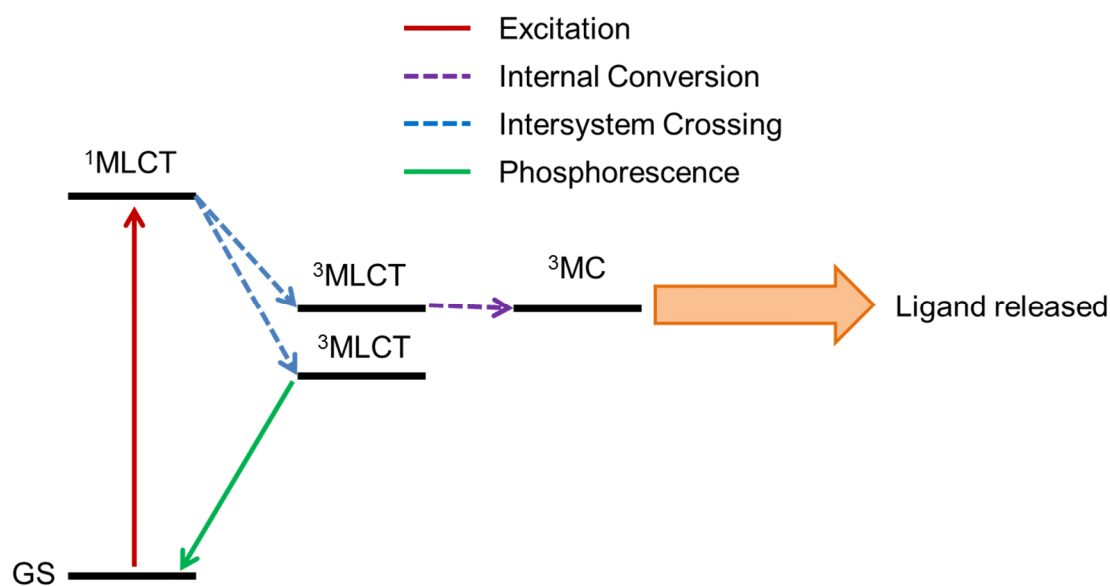 Excitation
Internal Conversion
Intersystem Crossing
Phosphorescence
¹MLCT
³MLCT
³MC
Ligand released
³MLCT
GS